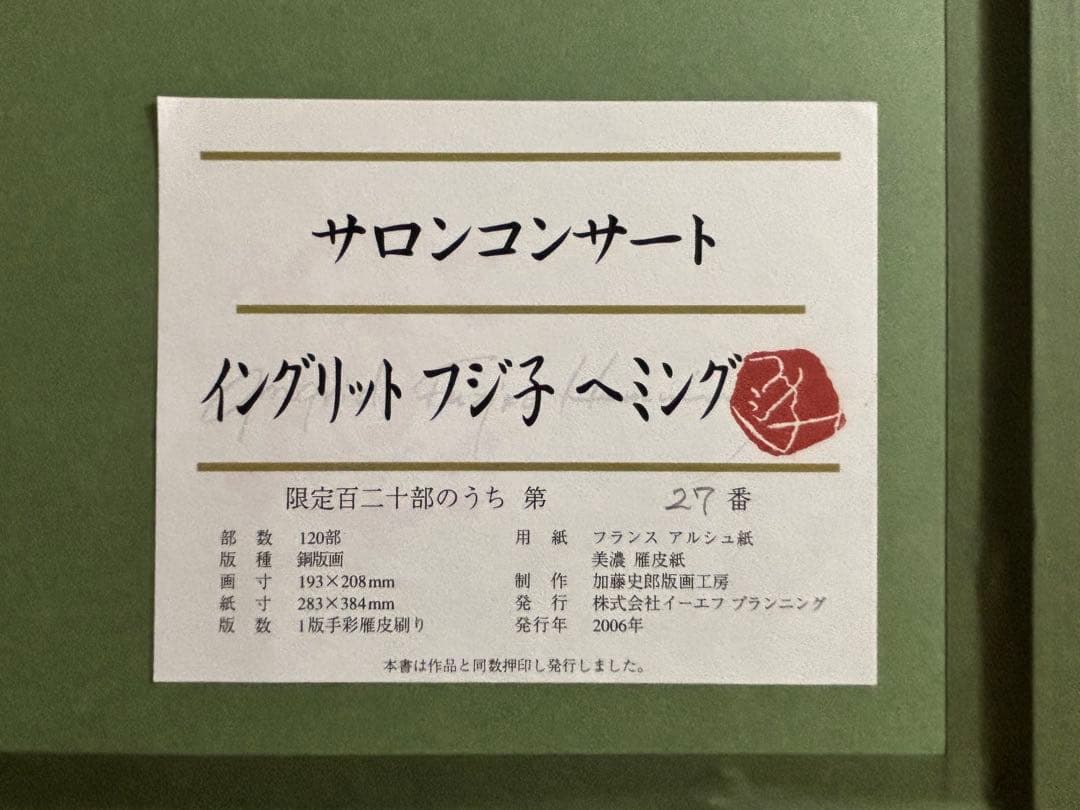 サロンコンサート
イングリット フジ子 ヘミング
限定百二十部のうち 第 27 番
部 数 120部
版 種 銅版画
画 寸 193×208mm
紙 寸 283×384mm
版 数 1版手彩雁皮刷り
用 紙 フランス アルシュ紙
美濃 雁皮紙
制 作 加藤史郎版画工房
発 行 株式会社イーエフ プランニング
発行年 2006年
本書は作品と同数押印し発行しました。